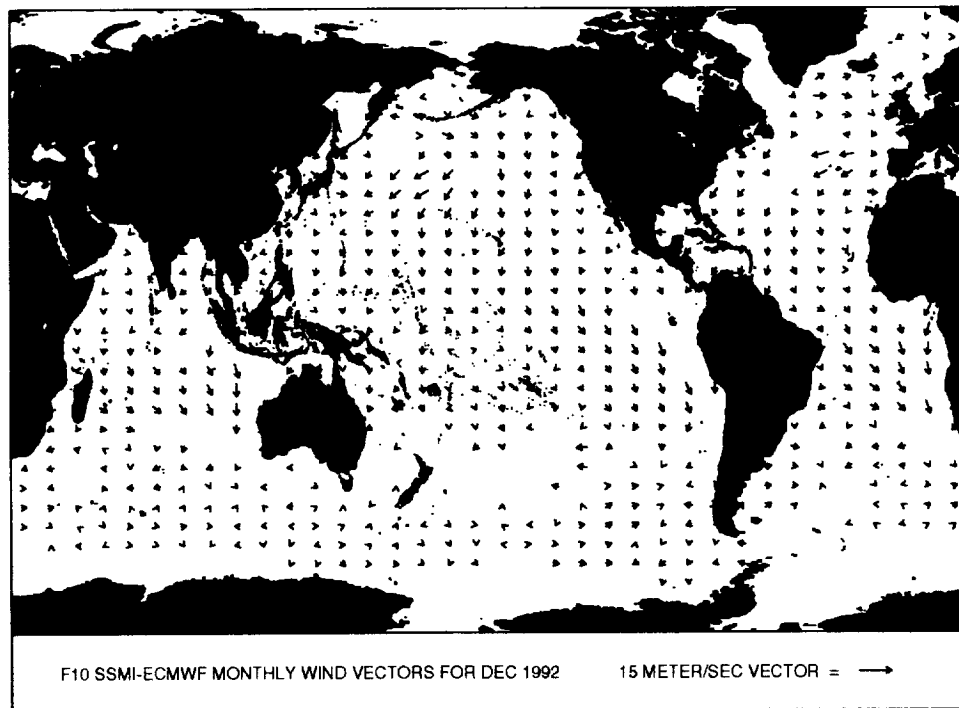 F10 SSMI-ECMWF MONTHLY WIND VECTORS FOR DEC 1992 15 METER/SEC VECTOR =